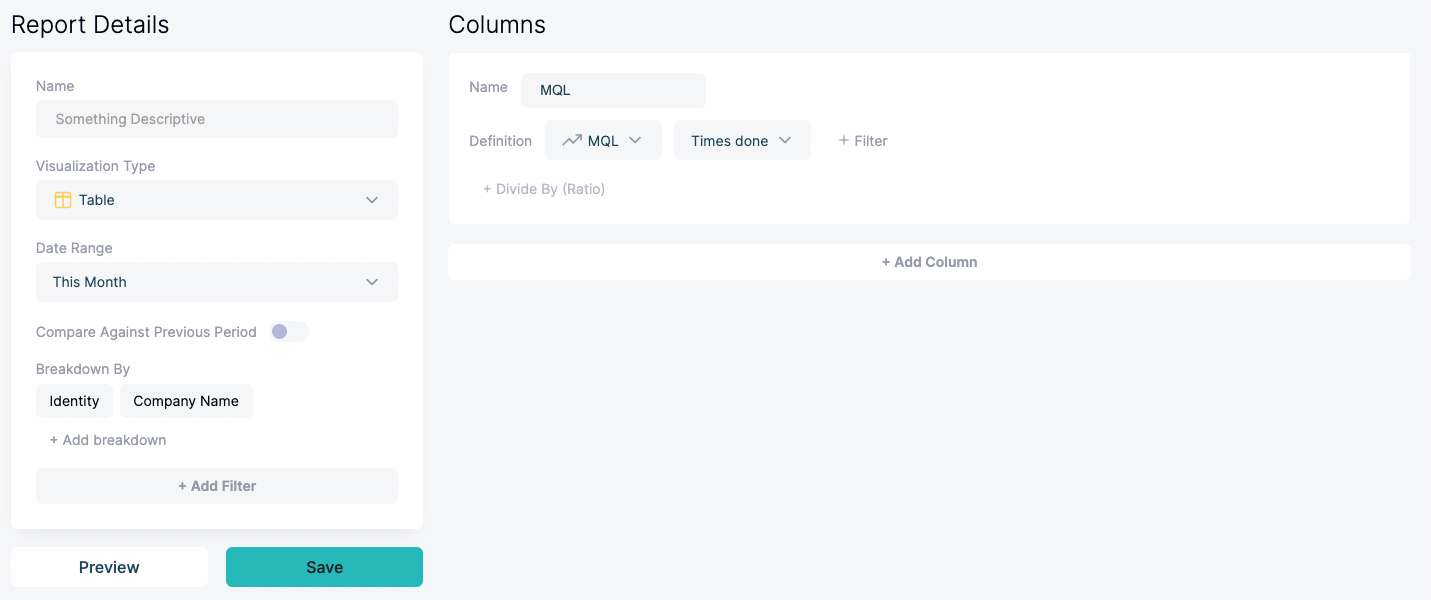 Report Details
Name
Something Descriptive
Visualization Type
Table
Date Range
This Month
Compare Against Previous Period
Breakdown By
Identity Company Name
+ Add breakdown
+ Add Filter
Preview Save
Columns
Name MQL
Definition MQL Times done + Filter
+ Divide By (Ratio)
+ Add Column